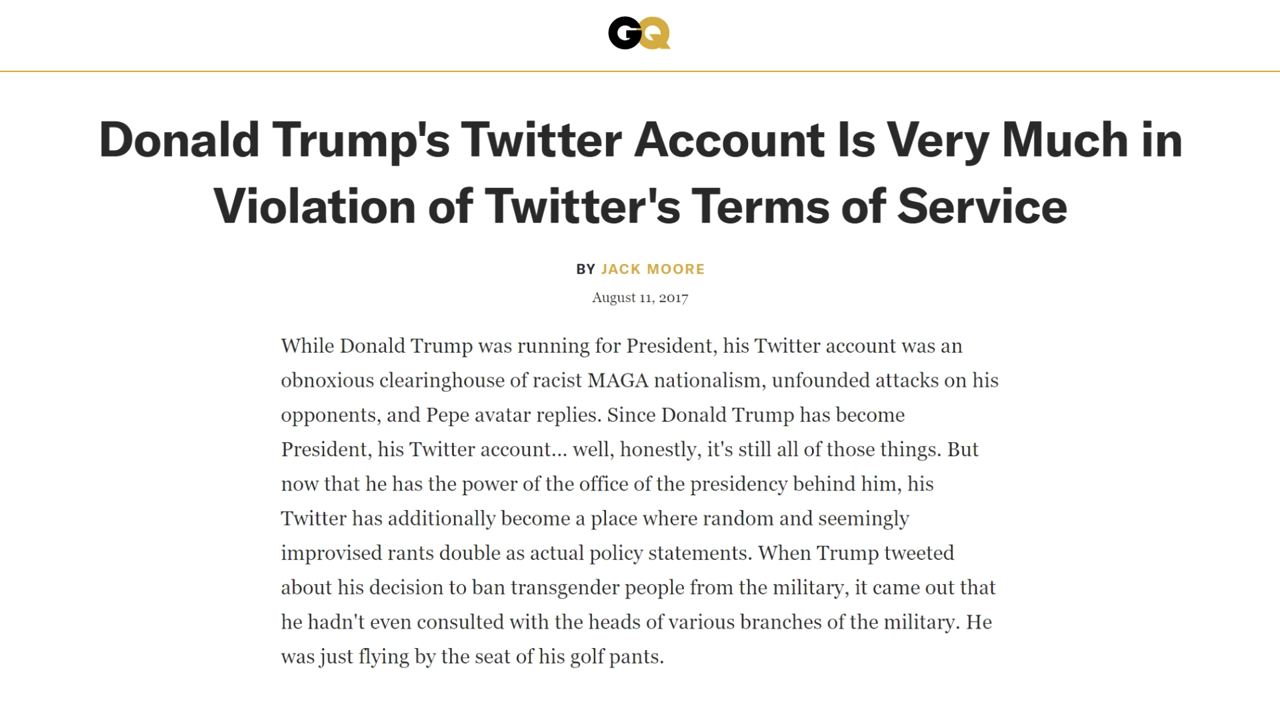 GQ
Donald Trump's Twitter Account Is Very Much in
Violation of Twitter's Terms of Service
BY JACK MOORE
August 11, 2017
While Donald Trump was running for President, his Twitter account was an
obnoxious clearinghouse of racist MAGA nationalism, unfounded attacks on his
opponents, and Pepe avatar replies. Since Donald Trump has become
President, his Twitter account... well, honestly, it's still all of those things. But
now that he has the power of the office of the presidency behind him, his
Twitter has additionally become a place where random and seemingly
improvised rants double as actual policy statements. When Trump tweeted
about his decision to ban transgender people from the military, it came out that
he hadn't even consulted with the heads of various branches of the military. He
was just flying by the seat of his golf pants.